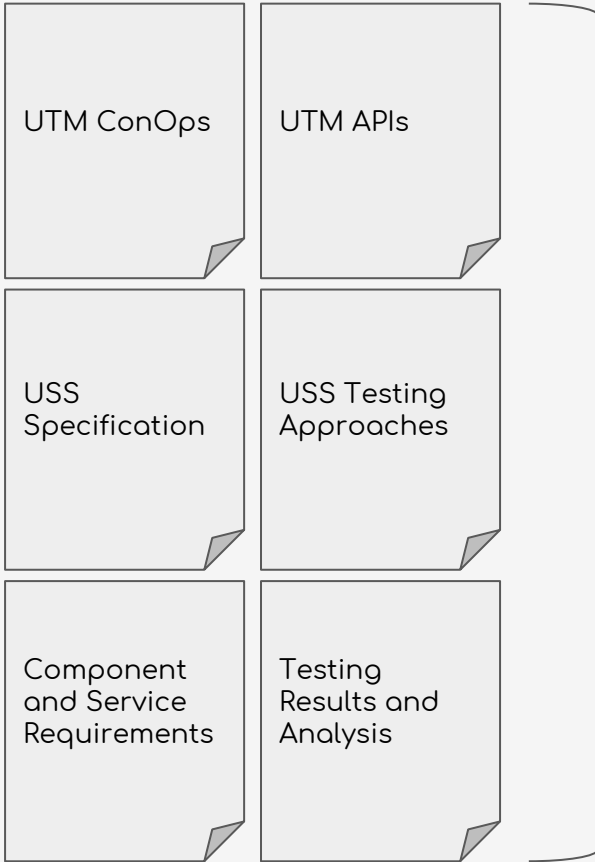 UTM ConOps
UTM APIs
USS
Specification
USS Testing
Approaches
Component
and Service
Requirements
Testing
Results and
Analysis